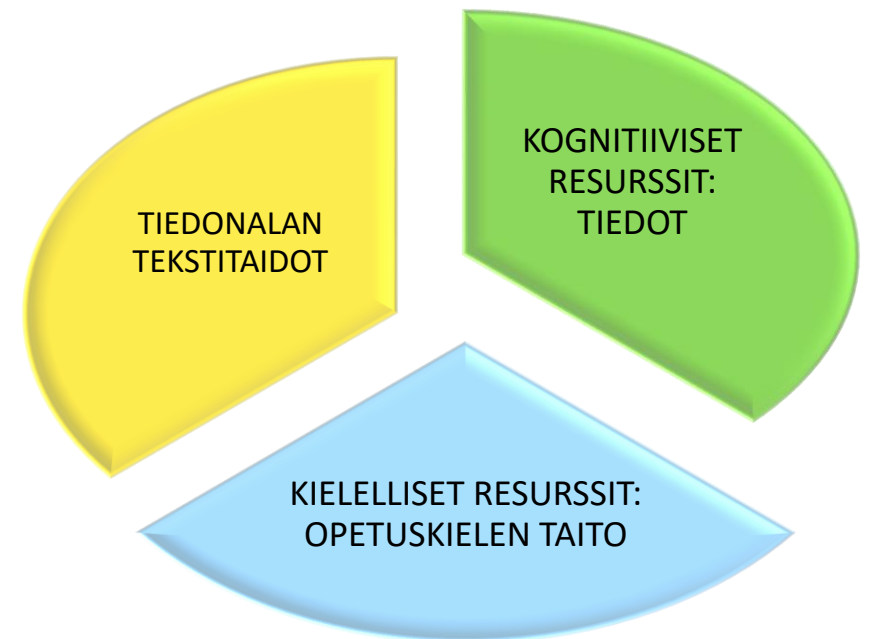 TIEDONALAN
TEKSTITAIDOT
KOGNITIIVISET
RESURSSIT:
TIEDOT
KIELELLISET RESURSSIT:
OPETUSKIELEN TAITO